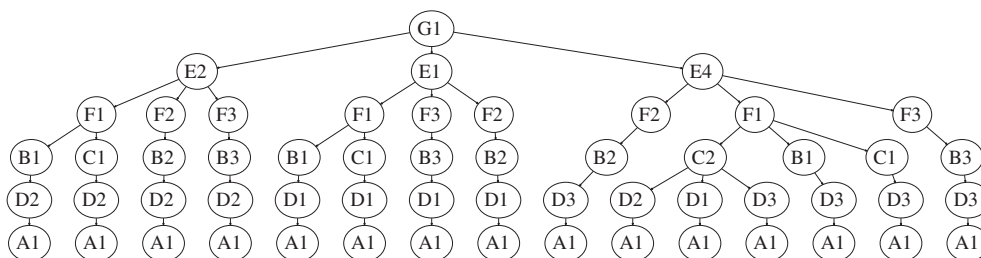 G1
E2 E1 E4
F1 F2 F3 F1 F3 F2 F2 F1 F3
B1 C1 B2 B3 B1 C1 B3 B2 B2 C2 B1 C1 B3
D2 D2 D2 D2 D1 D1 D1 D1 D3 D2 D1 D3 D3 D3 D3
A1 A1 A1 A1 A1 A1 A1 A1 A1 A1 A1 A1 A1 A1 A1